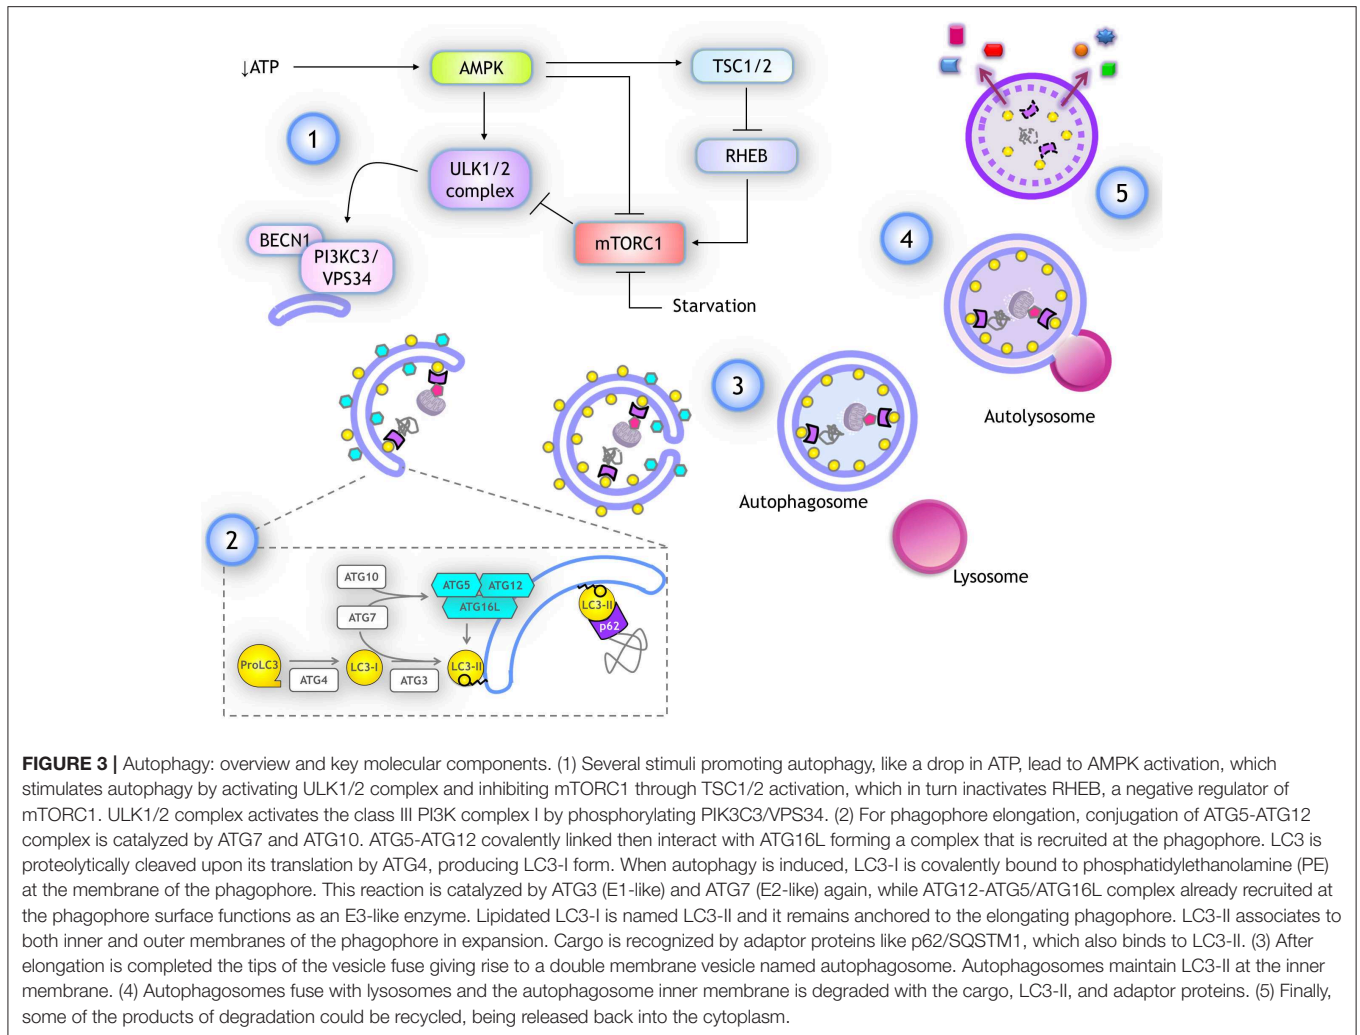 ↓ATP
AMPK
TSC1/2
1
ULK1/2
complex
RHEB
BECN1
PI3KC3/
VPS34
mTORC1
Starvation
5
4
3
Autolysosome
Autophagosome
Lysosome
2
ATG10
ATG7
ATG5
ATG12
ATG16L
ProLC3
ATG4
LC3-I
ATG3
LC3-II
LC3-II
p62
FIGURE 3 | Autophagy: overview and key molecular components. (1) Several stimuli promoting autophagy, like a drop in ATP, lead to AMPK activation, which
stimulates autophagy by activating ULK1/2 complex and inhibiting mTORC1 through TSC1/2 activation, which in turn inactivates RHEB, a negative regulator of
mTORC1. ULK1/2 complex activates the class III PI3K complex I by phosphorylating PIK3C3/VPS34. (2) For phagophore elongation, conjugation of ATG5-ATG12
complex is catalyzed by ATG7 and ATG10. ATG5-ATG12 covalently linked then interact with ATG16L forming a complex that is recruited at the phagophore. LC3 is
proteolytically cleaved upon its translation by ATG4, producing LC3-I form. When autophagy is induced, LC3-I is covalently bound to phosphatidylethanolamine (PE)
at the membrane of the phagophore. This reaction is catalyzed by ATG3 (E1-like) and ATG7 (E2-like) again, while ATG12-ATG5/ATG16L complex already recruited at
the phagophore surface functions as an E3-like enzyme. Lipidated LC3-I is named LC3-II and it remains anchored to the elongating phagophore. LC3-II associates to
both inner and outer membranes of the phagophore in expansion. Cargo is recognized by adaptor proteins like p62/SQSTM1, which also binds to LC3-II. (3) After
elongation is completed the tips of the vesicle fuse giving rise to a double membrane vesicle named autophagosome. Autophagosomes maintain LC3-II at the inner
membrane. (4) Autophagosomes fuse with lysosomes and the autophagosome inner membrane is degraded with the cargo, LC3-II, and adaptor proteins. (5) Finally,
some of the products of degradation could be recycled, being released back into the cytoplasm.